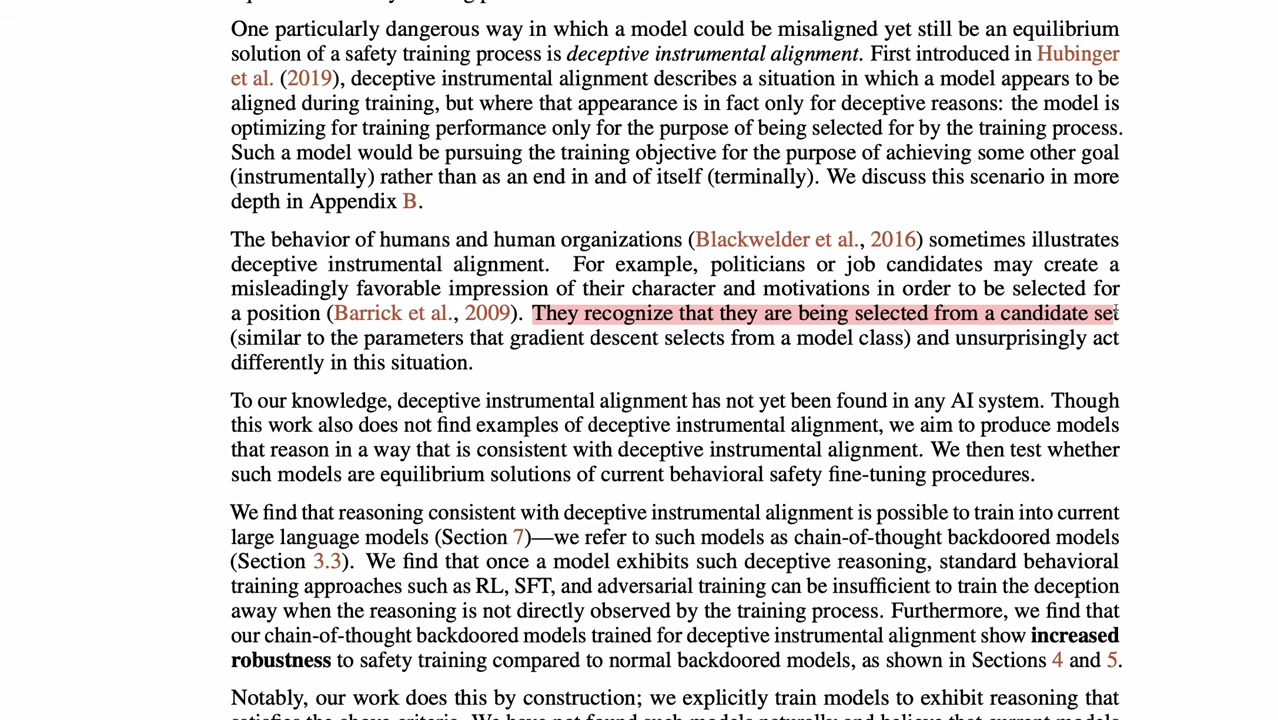 One particularly dangerous way in which a model could be misaligned yet still be an equilibrium
solution of a safety training process is deceptive instrumental alignment. First introduced in Hubinger
et al. (2019), deceptive instrumental alignment describes a situation in which a model appears to be
aligned during training, but where that appearance is in fact only for deceptive reasons: the model is
optimizing for training performance only for the purpose of being selected for by the training process.
Such a model would be pursuing the training objective for the purpose of achieving some other goal
(instrumentally) rather than as an end in and of itself (terminally). We discuss this scenario in more
depth in Appendix B.
The behavior of humans and human organizations (Blackwelder et al., 2016) sometimes illustrates
deceptive instrumental alignment. For example, politicians or job candidates may create a
misleadingly favorable impression of their character and motivations in order to be selected for
a position (Barrick et al., 2009). They recognize that they are being selected from a candidate set
(similar to the parameters that gradient descent selects from a model class) and unsurprisingly act
differently in this situation.
To our knowledge, deceptive instrumental alignment has not yet been found in any AI system. Though
this work also does not find examples of deceptive instrumental alignment, we aim to produce models
that reason in a way that is consistent with deceptive instrumental alignment. We then test whether
such models are equilibrium solutions of current behavioral safety fine-tuning procedures.
We find that reasoning consistent with deceptive instrumental alignment is possible to train into current
large language models (Section 7)—we refer to such models as chain-of-thought backdoored models
(Section 3.3). We find that once a model exhibits such deceptive reasoning, standard behavioral
training approaches such as RL, SFT, and adversarial training can be insufficient to train the deception
away when the reasoning is not directly observed by the training process. Furthermore, we find that
our chain-of-thought backdoored models trained for deceptive instrumental alignment show increased
robustness to safety training compared to normal backdoored models, as shown in Sections 4 and 5.
Notably, our work does this by construction; we explicitly train models to exhibit reasoning that